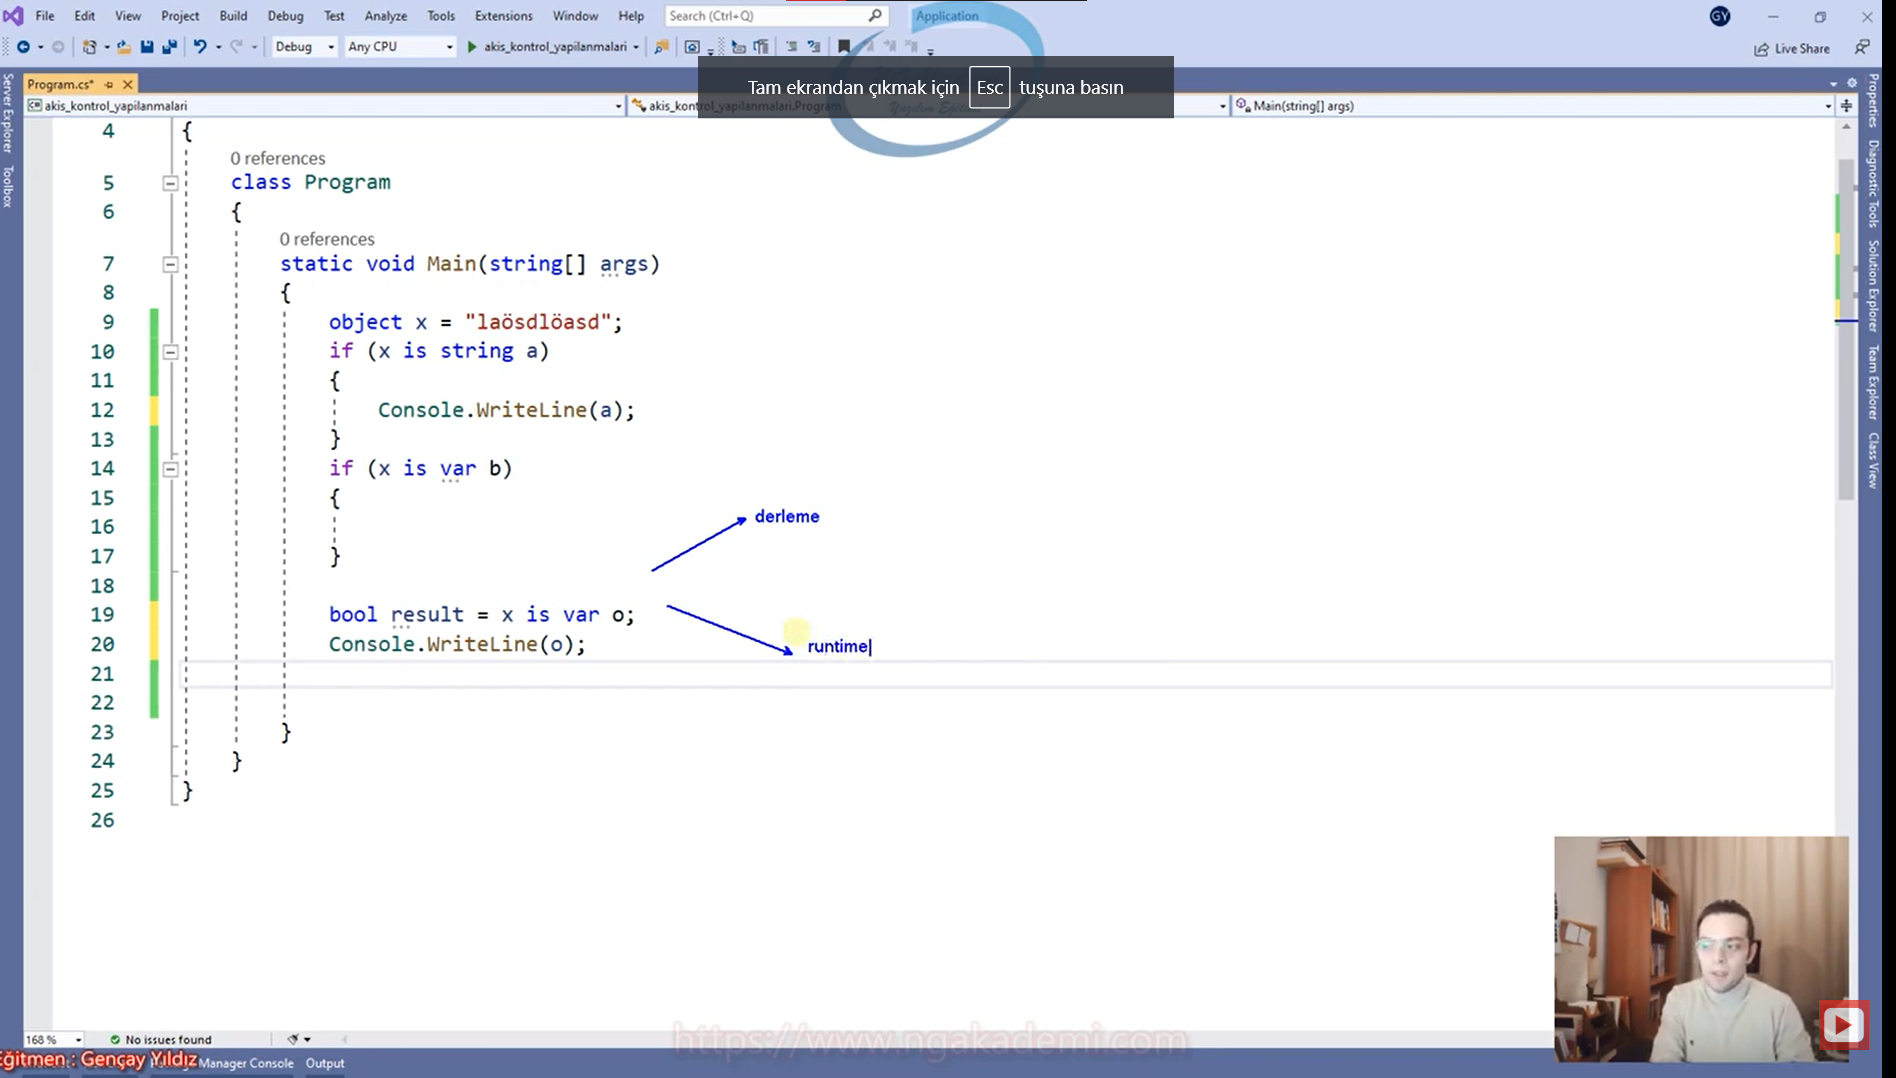 File Edit View Project Build Debug Test Analyze Tools Extensions Window Help Search (Ctrl+Q) Application GY
Debug Any CPU akis_kontrol_yapilanmalari Live Share
Tam ekrandan çıkmak için Esc tuşuna basın
Program.cs*
akis_kontrol_yapilanmalari akis_kontrol_yapilanmalari.Program Main(string[] args)
Server Explorer
Toolbox
Properties
Diagnostic Tools
Solution Explorer
Team Explorer
Class View
4 {
0 references
5 class Program
6 {
0 references
7 static void Main(string[] args)
8 {
9 object x = "laösdlöasd";
10 if (x is string a)
11 {
12 Console.WriteLine(a);
13 }
14 if (x is var b)
15 {
16
derleme
17 }
18
19 bool result = x is var o;
20 Console.WriteLine(o);
runtime
21
22
23 }
24 }
25 }
26
168 % No issues found
https://www.ngakademi.com
Eğitmen : Gençay Yıldız
Manager Console Output